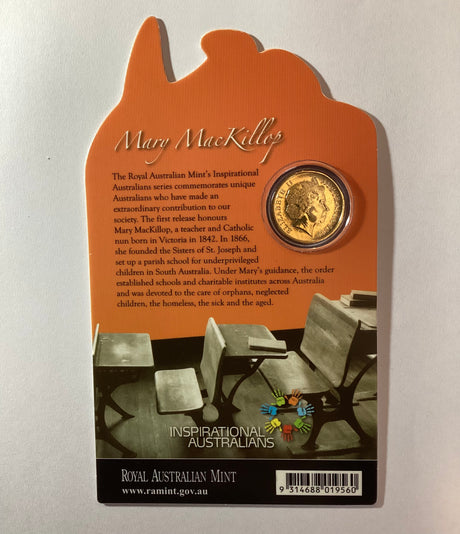 Mary MacKillop
The Royal Australian Mint's Inspirational
Australians series commemorates unique
Australians who have made an
extraordinary contribution to our
society. The first release honours
Mary MacKillop, a teacher and Catholic
nun born in Victoria in 1842. In 1866,
she founded the Sisters of St. Joseph and
set up a parish school for underprivileged
children in South Australia. Under Mary's guidance, the order
established schools and charitable institutes across Australia
and was devoted to the care of orphans, neglected
children, the homeless, the sick and the aged.
ELIZABETH II
INSPIRATIONAL
AUSTRALIANS
ROYAL AUSTRALIAN MINT
www.ramint.gov.au
9 314688 019560